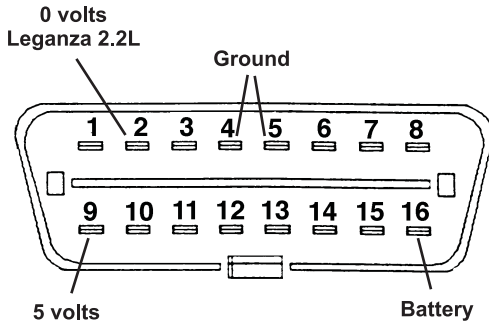 0 volts
Leganza 2.2L
Ground
1 2 3 4 5 6 7 8
9 10 11 12 13 14 15 16
5 volts
Battery